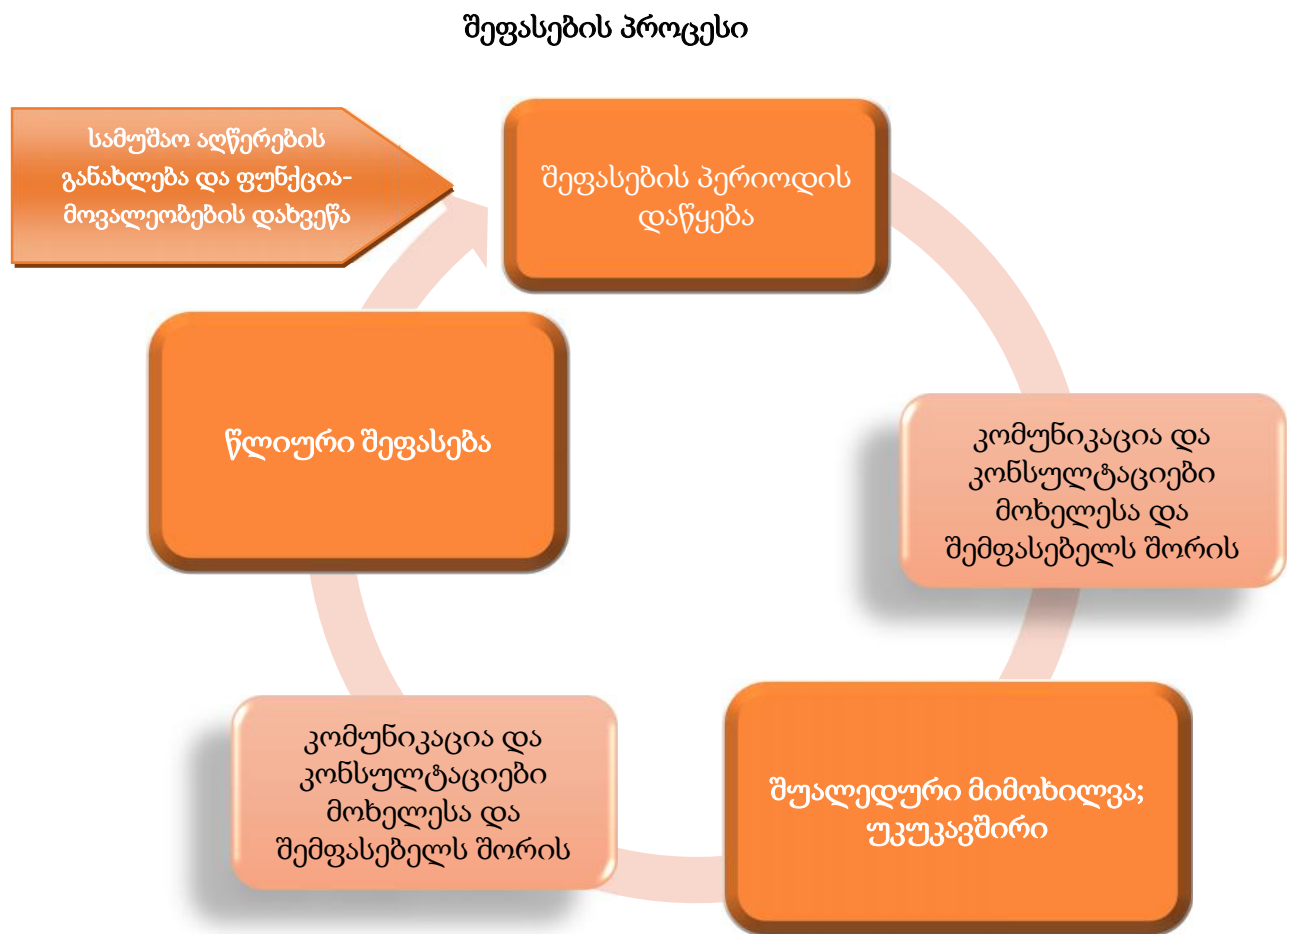 შეფასების პროცესი
სამუშაო აღწერების
განახლება და ფუნქცია-
მოვალეობების დახვეწა
შეფასების პერიოდის
დაწყება
კომუნიკაცია და
კონსულტაციები
მოხელესა და
შემფასებელს შორის
შუალედური მიმოხილვა;
უკუკავშირი
კომუნიკაცია და
კონსულტაციები
მოხელესა და
შემფასებელს შორის
წლიური შეფასება